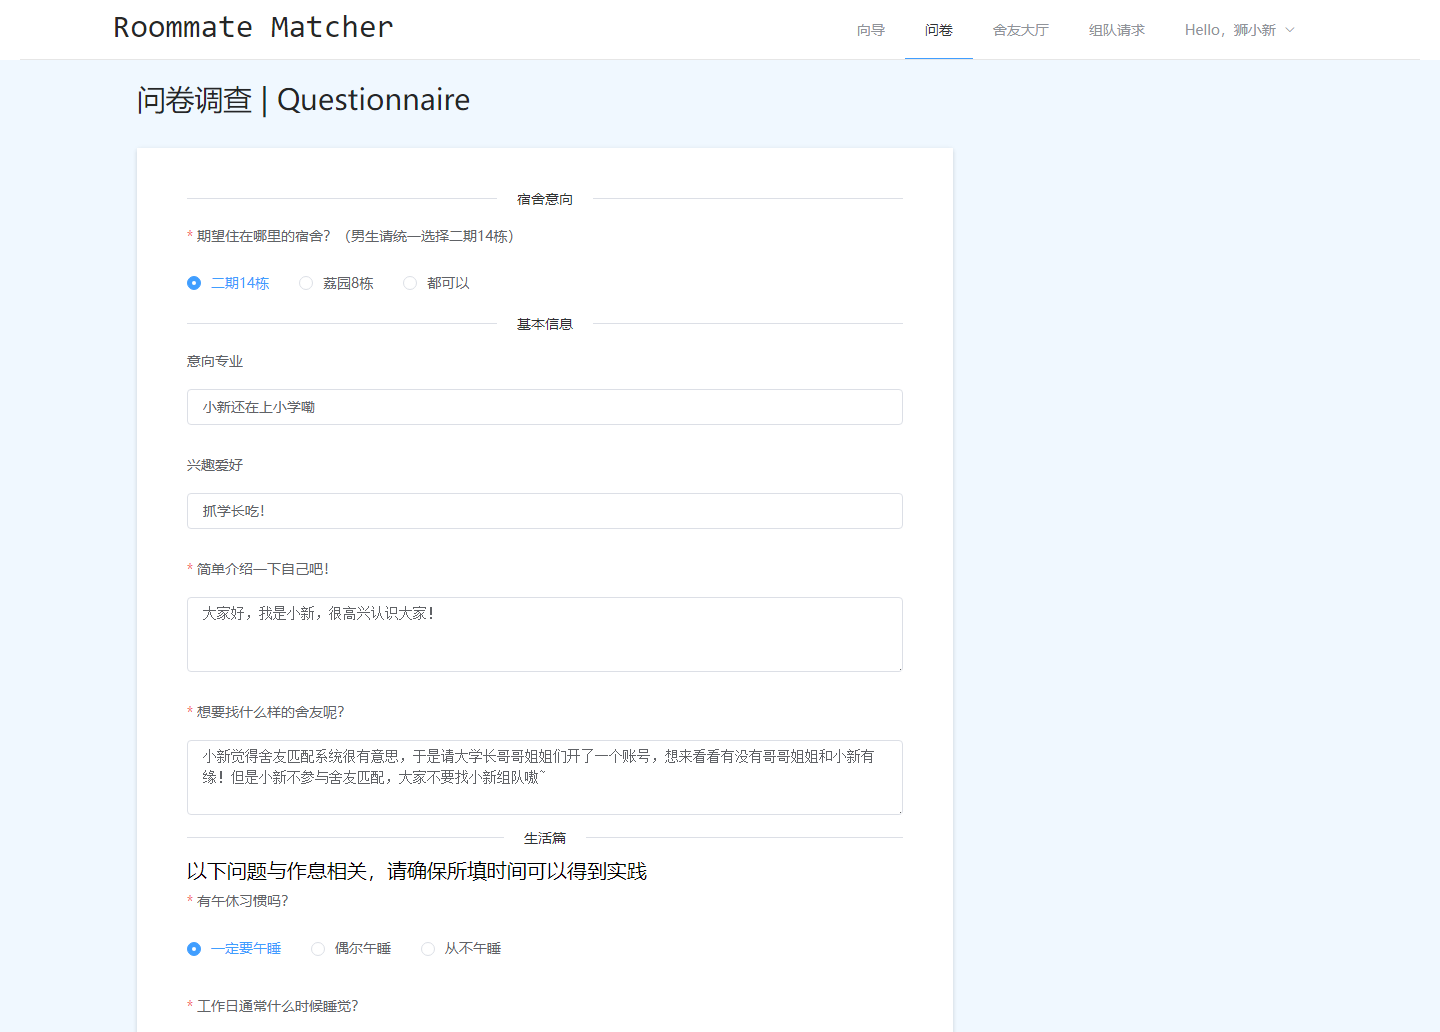 Roommate Matcher
向导
问卷
舍友大厅
组队请求
Hello，狮小新
问卷调查 | Questionnaire
宿舍意向
* 期望住在哪里的宿舍？（男生请统一选择二期14栋）
二期14栋
荔园8栋
都可以
基本信息
意向专业
小新还在上小学嘞
兴趣爱好
抓学长吃！
* 简单介绍一下自己吧！
大家好，我是小新，很高兴认识大家！
* 想要找什么样的舍友呢？
小新觉得舍友匹配系统很有意思，于是请大学长哥哥姐姐们开了一个账号，想来看看有没有哥哥姐姐和小新有
缘！但是小新不参与舍友匹配，大家不要找小新组队嗷~
生活篇
以下问题与作息相关，请确保所填时间可以得到实践
* 有午休习惯吗？
一定要午睡
偶尔午睡
从不午睡
* 工作日通常什么时候睡觉？